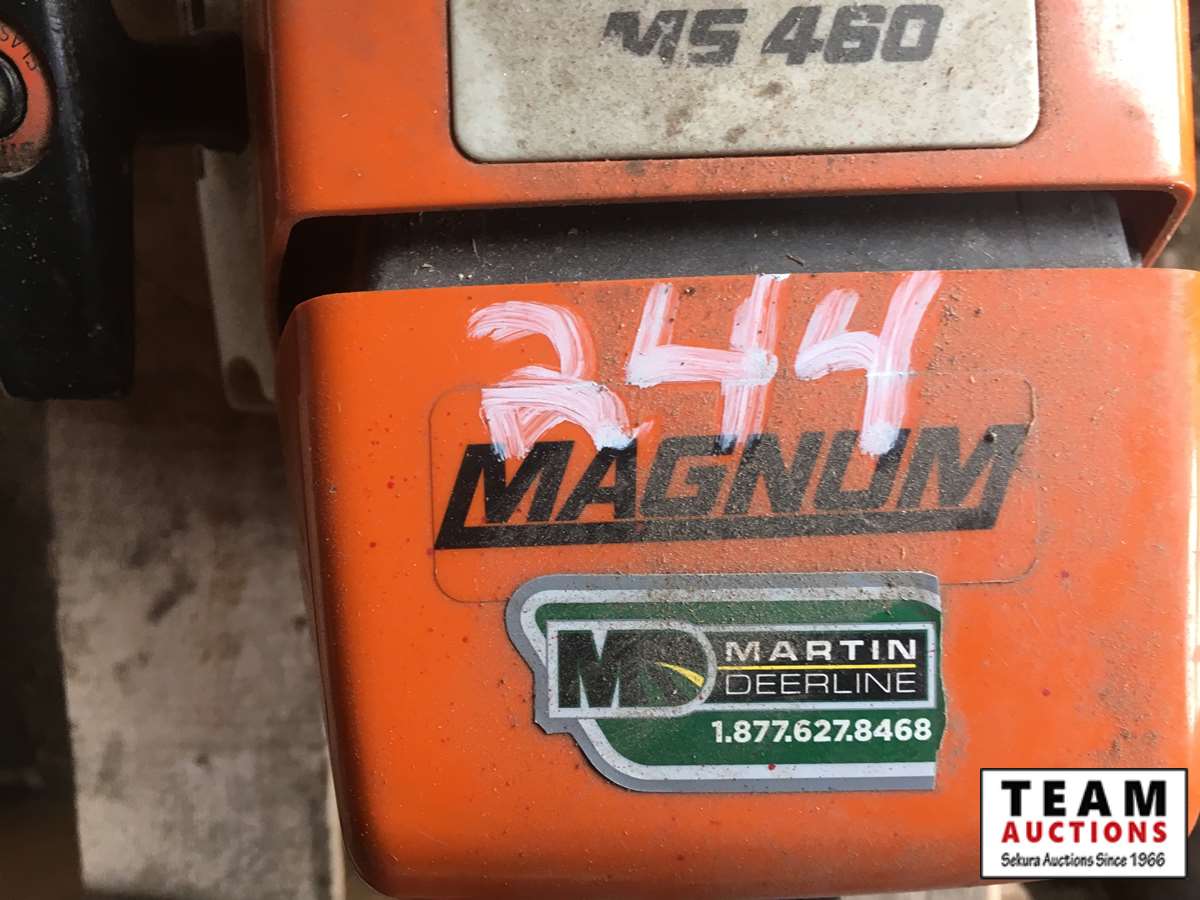 MS 460
244
MAGNUM
MD
MARTIN
DEERLINE
1.877.627.8468
TEAM
AUCTIONS
Sekura Auctions Since 1966